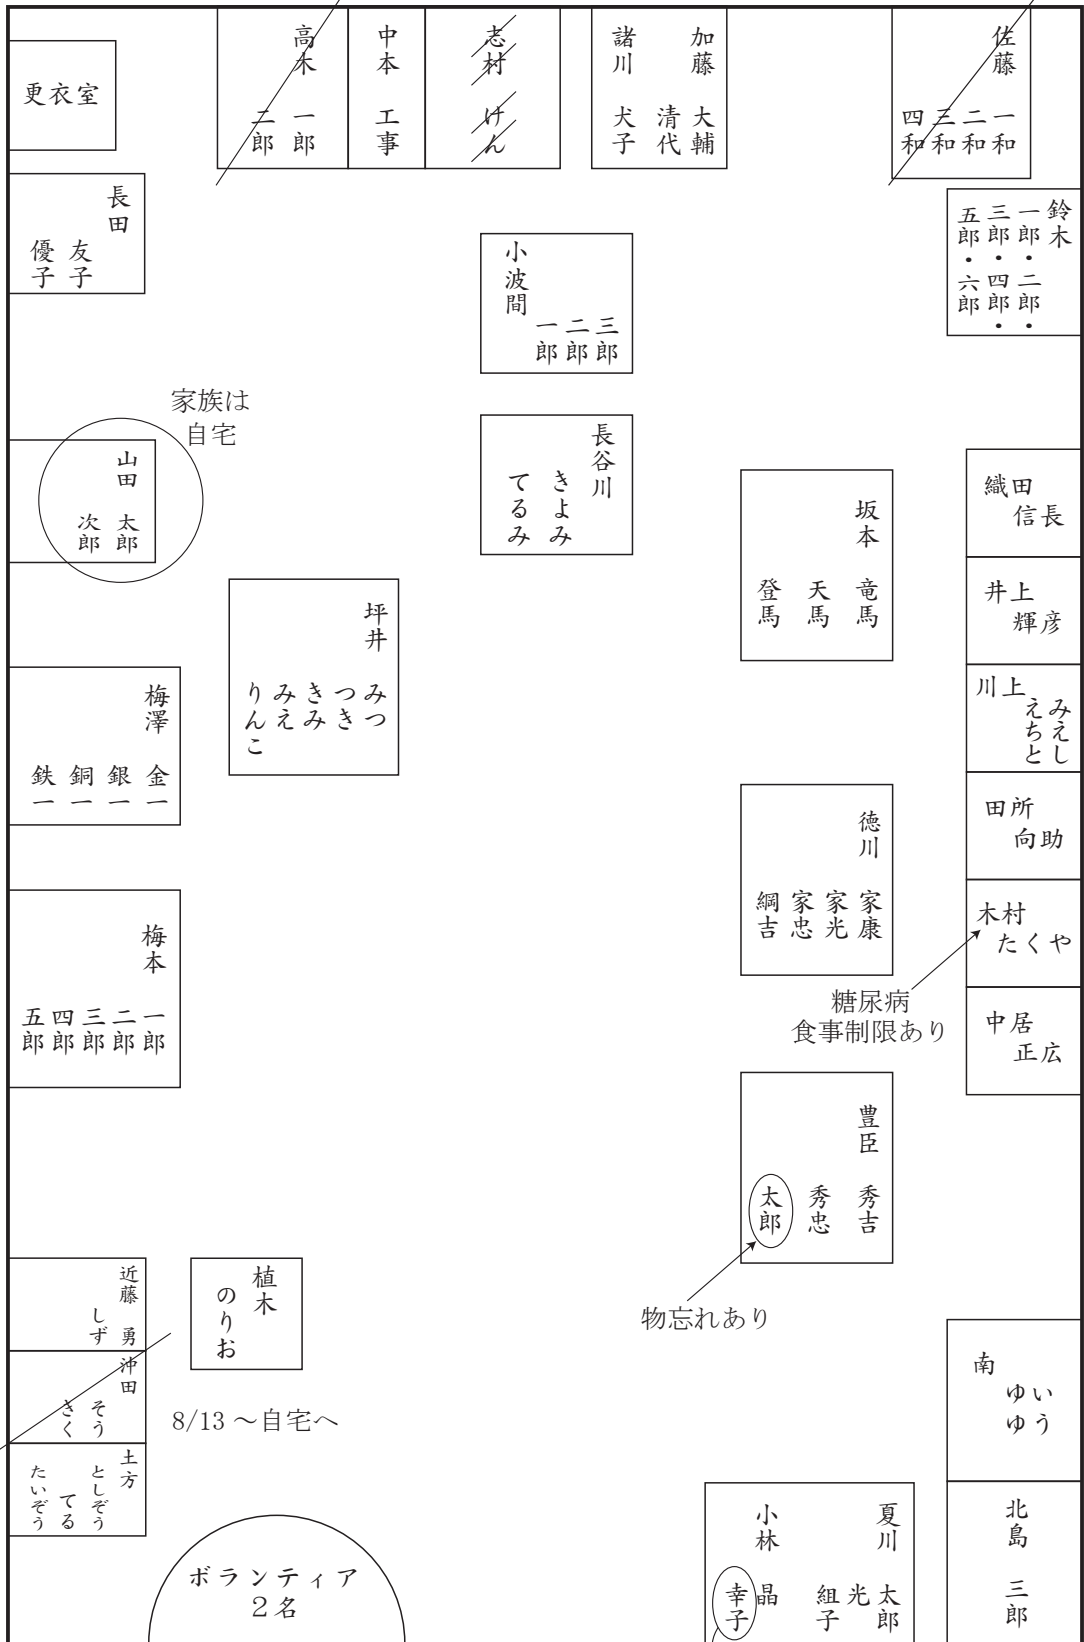 更衣室
高木 一郎
二郎
中本 工事
志村 けん
加藤 大輔
清代
諸川 犬子
佐藤 一和
二和
三和
四和
鈴木
一郎・二郎・
三郎・四郎・
五郎・六郎
長田
友子
優子
小波間
三郎
二郎
一郎
家族は
自宅
山田 太郎
次郎
長谷川
きよみ
てるみ
坂本 竜馬
天馬
登馬
織田
信長
井上
輝彦
川上
みえし
えちと
田所
向助
木村
たくや
中居
正広
坪井 みつ
つき
きみ
みえ
りんこ
梅澤 金一
銀一
銅一
鉄一
徳川 家康
家光
家忠
綱吉
糖尿病
食事制限あり
梅本 一郎
二郎
三郎
四郎
五郎
豊臣 秀吉
秀忠
太郎
物忘れあり
近藤 勇
しず
沖田
そう
きく
土方
としぞう
てる
たいぞう
植木
のりお
8/13 ～自宅へ
ボランティア
2名
南
いう
ゆゆ
夏川 太郎
光
組子
小林 晶
幸子
北島 三郎